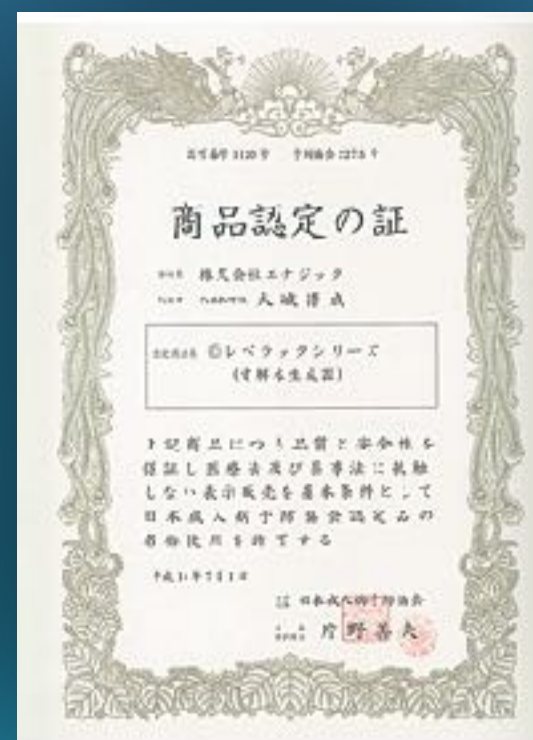 商品認定の証
株式会社エナジック
大城博成
レベラックシリーズ
(電解水生成器)
上記商品につき品質と安全性を
保証し医療法及び薬事法に抵触
しない表示販売を基本条件として
日本成人病予防協会認定品の
名称使用を許可する
日本成人病予防協会
片野善夫